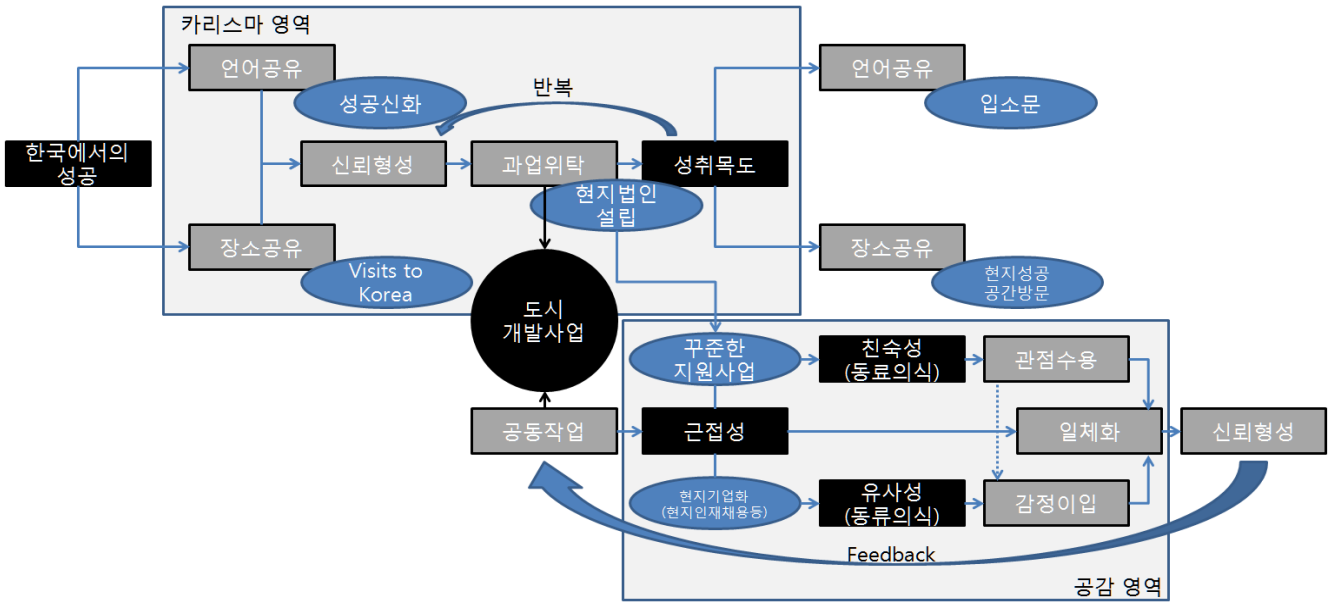 카리스마 영역
언어공유
성공신화
반복
언어공유
입소문
한국에서의
성공
신뢰형성
과업위탁
성취목도
현지법인
설립
장소공유
Visits to
Korea
장소공유
현지성공
공간방문
도시
개발사업
꾸준한
지원사업
친숙성
(동료의식)
관점수용
공동작업
근접성
일체화
신뢰형성
현지기업화
(현지인재채용등)
유사성
(동류의식)
감정이입
Feedback
공감 영역